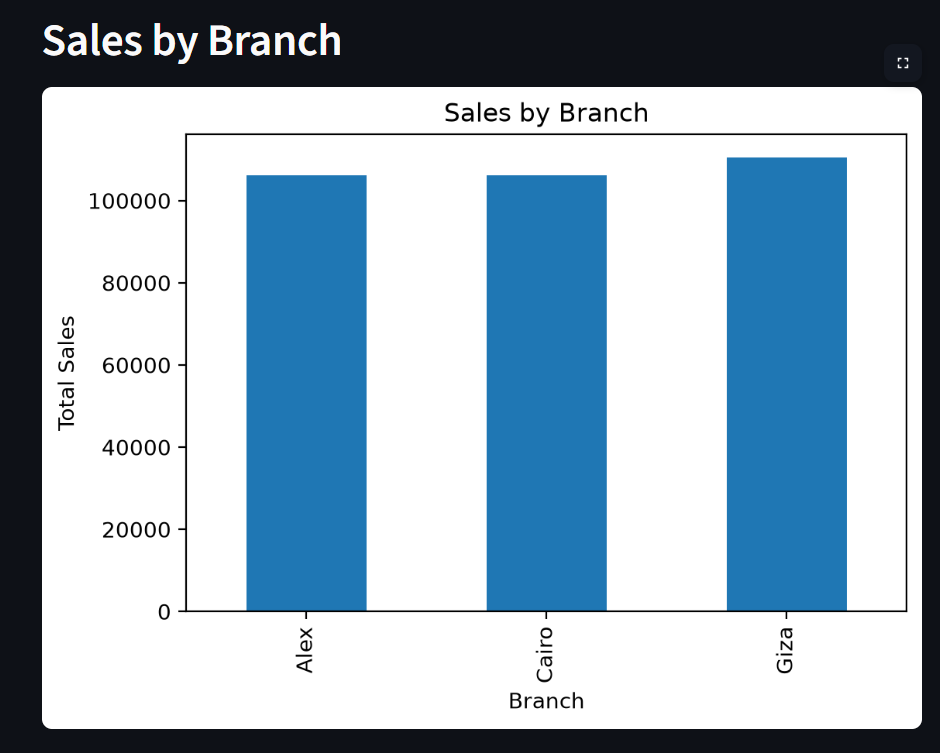 Sales by Branch
Sales by Branch
100000
80000
60000
40000
20000
0
Total Sales
Alex
Cairo
Giza
Branch